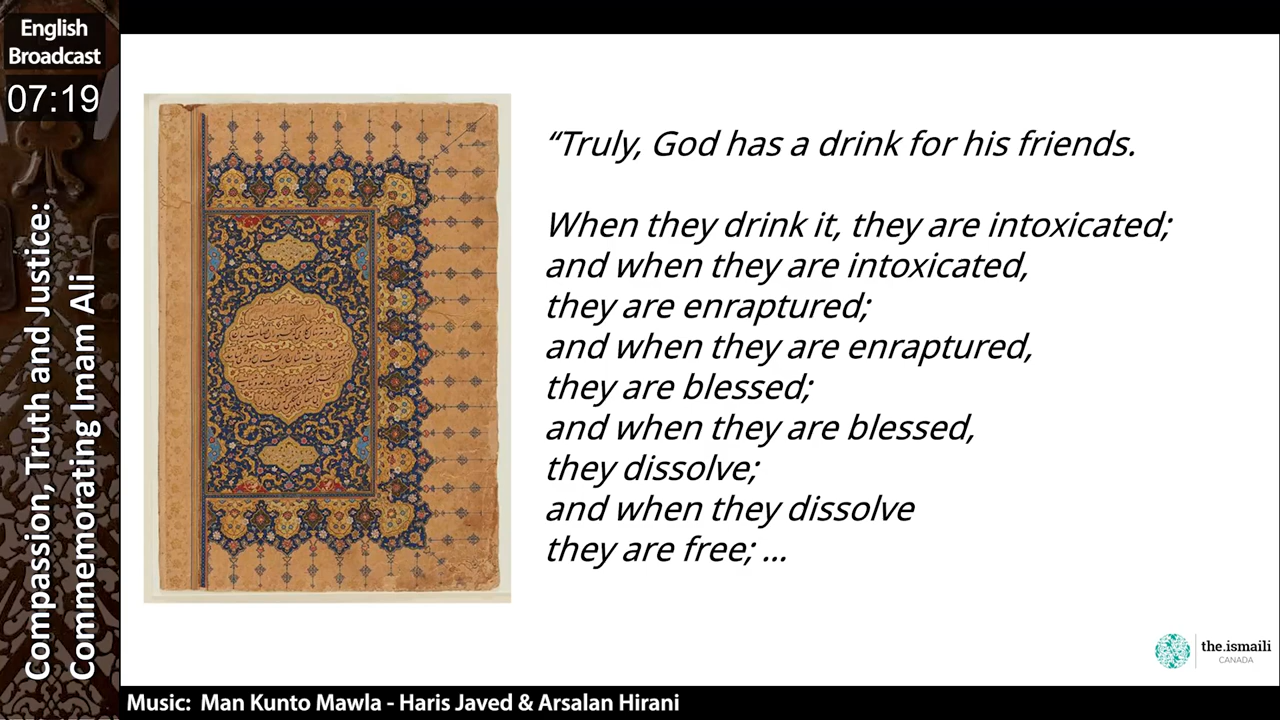 English
Broadcast
07:19
Compassion, Truth and Justice:
Commemorating Imam Ali
“Truly, God has a drink for his friends.
When they drink it, they are intoxicated;
and when they are intoxicated,
they are enraptured;
and when they are enraptured,
they are blessed;
and when they are blessed,
they dissolve;
and when they dissolve
they are free; ...
the.ismaili
CANADA
Music: Man Kunto Mawla - Haris Javed & Arsalan Hirani